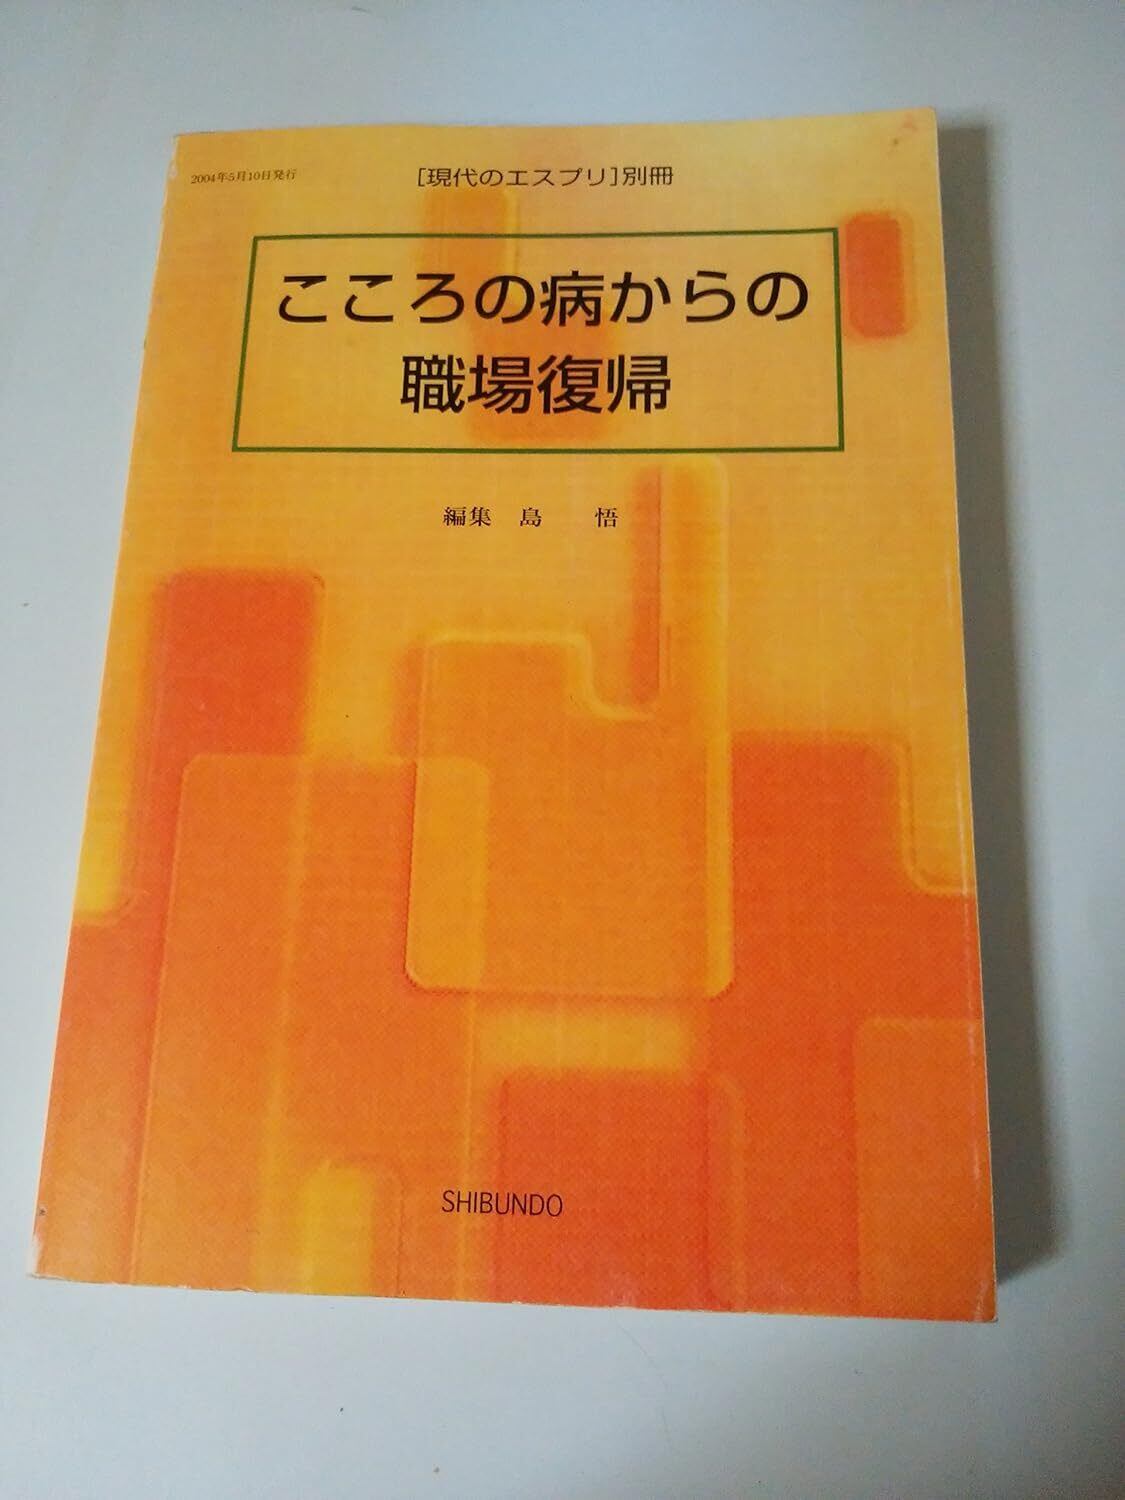 2004年5月10日発行
［現代のエスプリ］別冊
こころの病からの
職場復帰
編集　島　　悟
SHIBUNDO